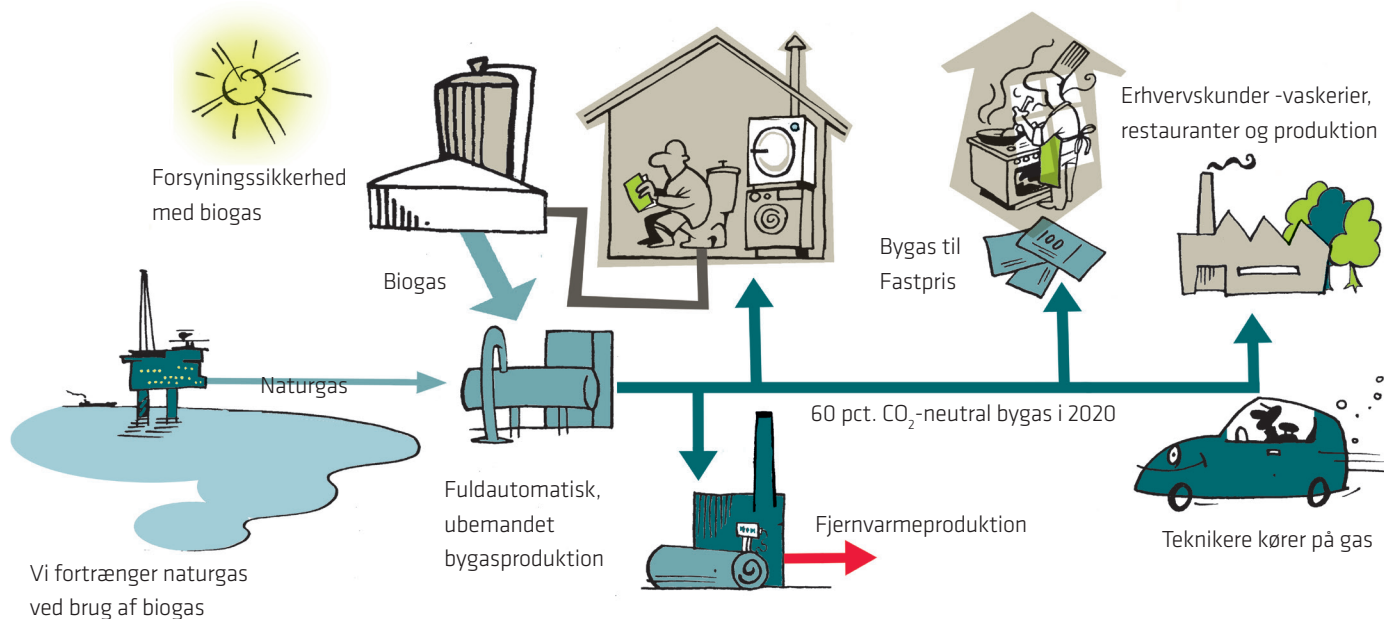 Erhvervskunder -vaskerier,
restauranter og produktion
Forsyningssikkerhed
med biogas
Biogas
Bygas til
Fastpris
100
Naturgas
60 pct. CO₂-neutral bygas i 2020
Fuldautomatisk,
ubemandet
bygasproduktion
Fjernvarmeproduktion
Teknikere kører på gas
Vi fortrænger naturgas
ved brug af biogas